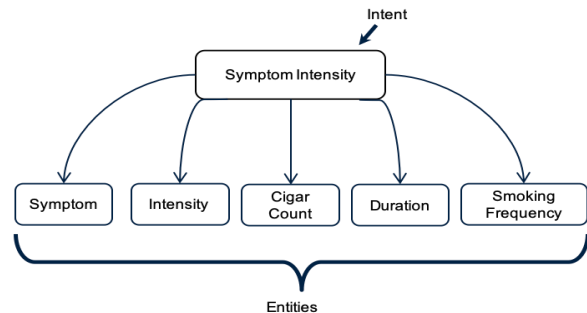 Intent
Symptom Intensity
Symptom
Intensity
Cigar
Count
Duration
Smoking
Frequency
Entities